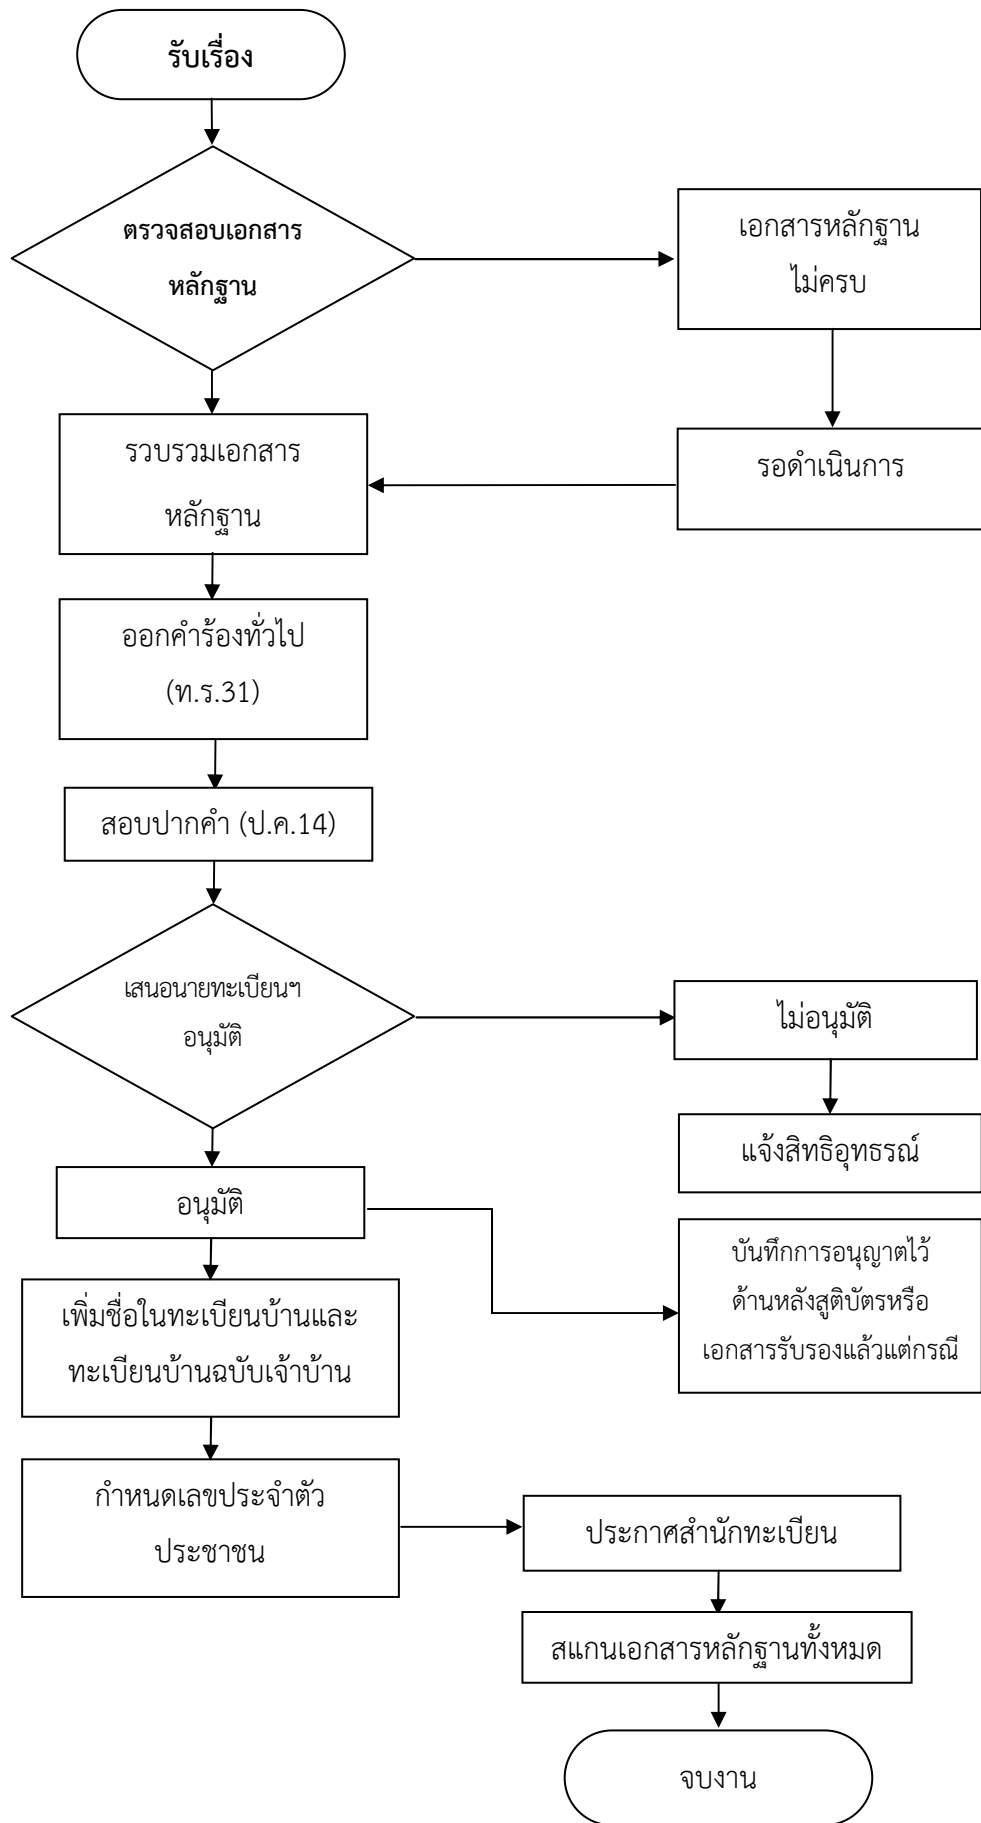 รับเรื่อง
ตรวจสอบเอกสาร
หลักฐาน
เอกสารหลักฐาน
ไม่ครบ
รวบรวมเอกสาร
หลักฐาน
รอดำเนินการ
ออกคำร้องทั่วไป
(ท.ร.31)
สอบปากคำ (ป.ค.14)
เสนอนายทะเบียนฯ
อนุมัติ
ไม่อนุมัติ
แจ้งสิทธิอุทธรณ์
อนุมัติ
บันทึกการอนุญาตไว้
ด้านหลังสูติบัตรหรือ
เอกสารรับรองแล้วแต่กรณี
เพิ่มชื่อในทะเบียนบ้านและ
ทะเบียนบ้านฉบับเจ้าบ้าน
กำหนดเลขประจำตัว
ประชาชน
ประกาศสำนักทะเบียน
สแกนเอกสารหลักฐานทั้งหมด
จบงาน